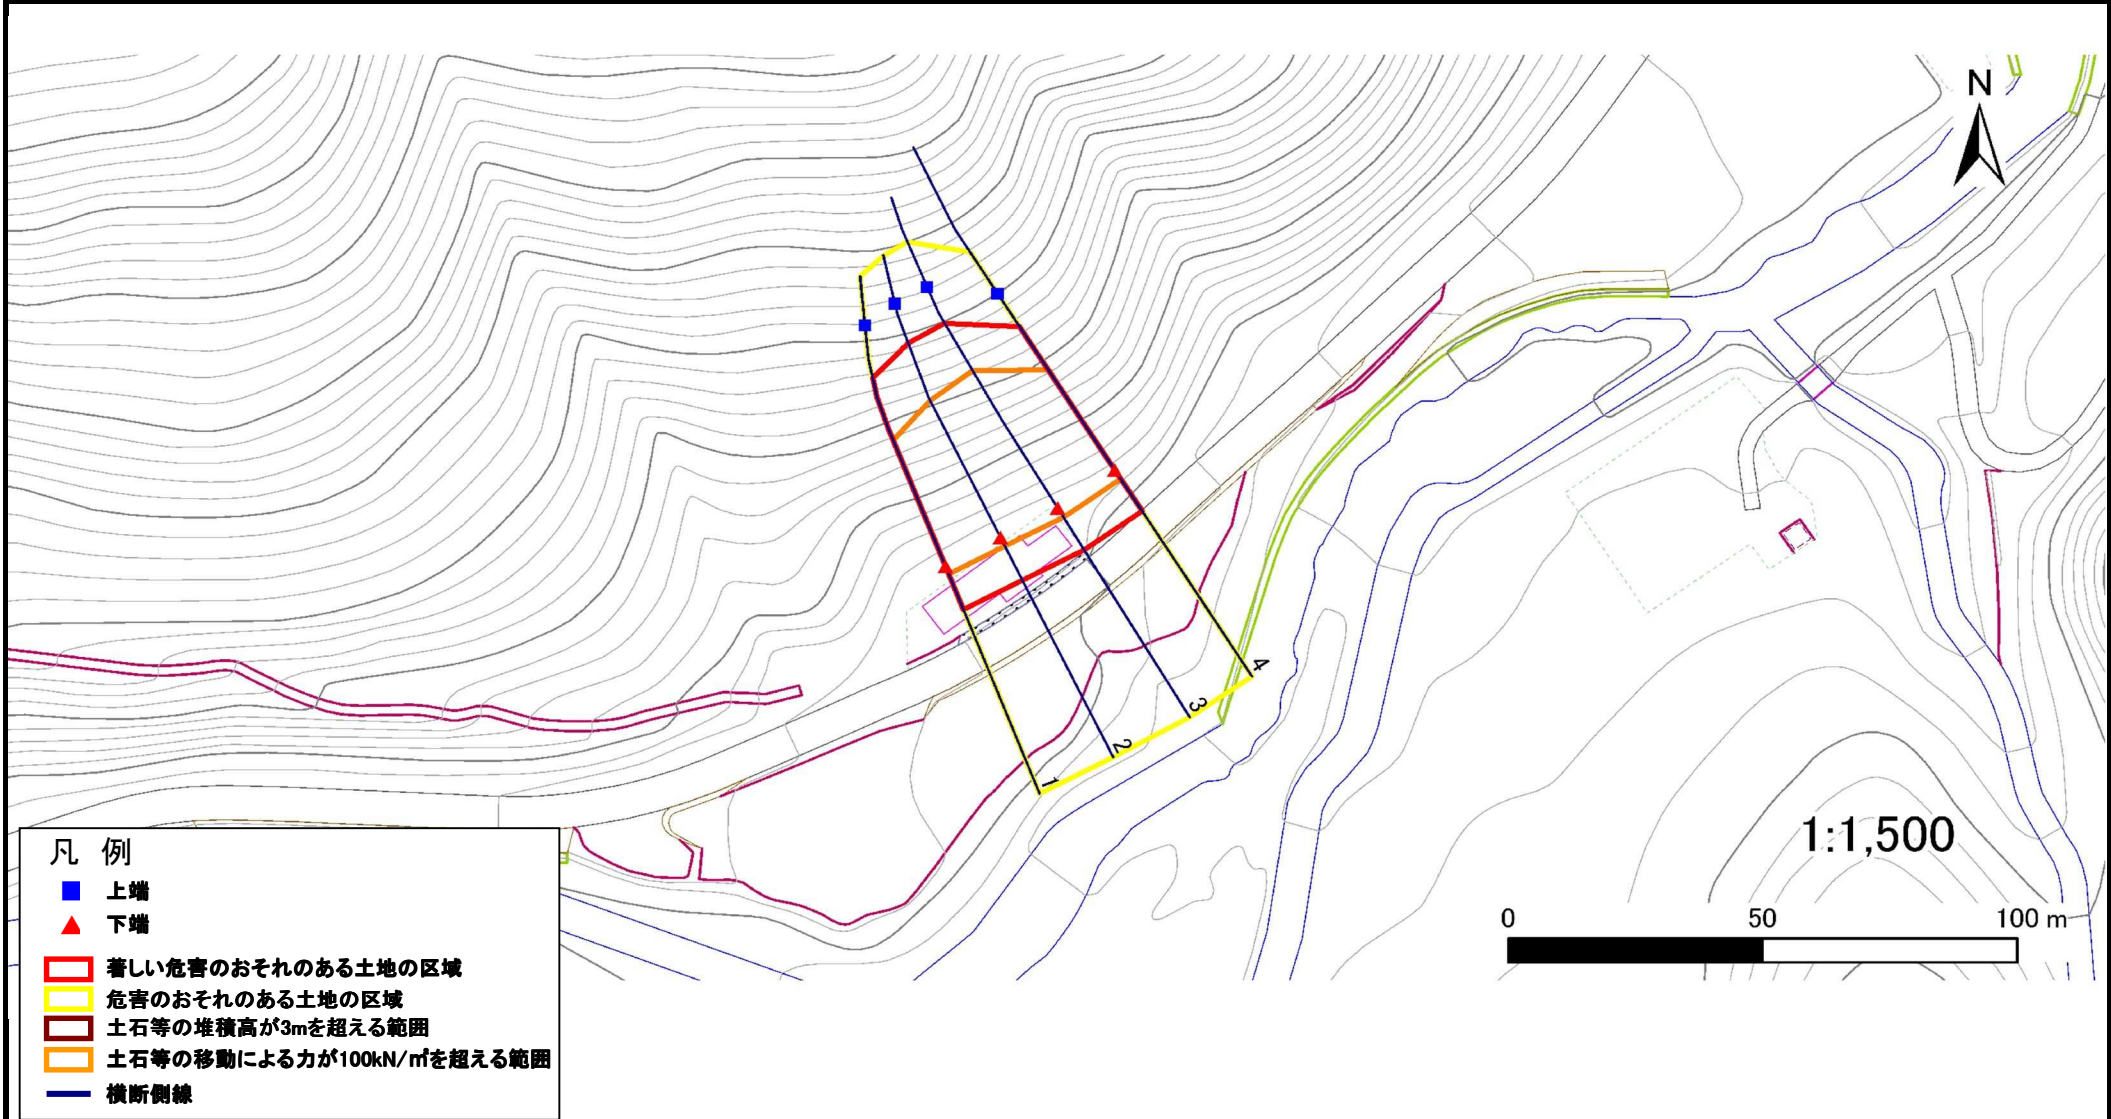 N
4
3
2
1
1:1,500
0 50 100 m
凡 例
上端
下端
著しい危害のおそれのある土地の区域
危害のおそれのある土地の区域
土石等の堆積高が3mを超える範囲
土石等の移動による力が100kN/㎡を超える範囲
横断側線